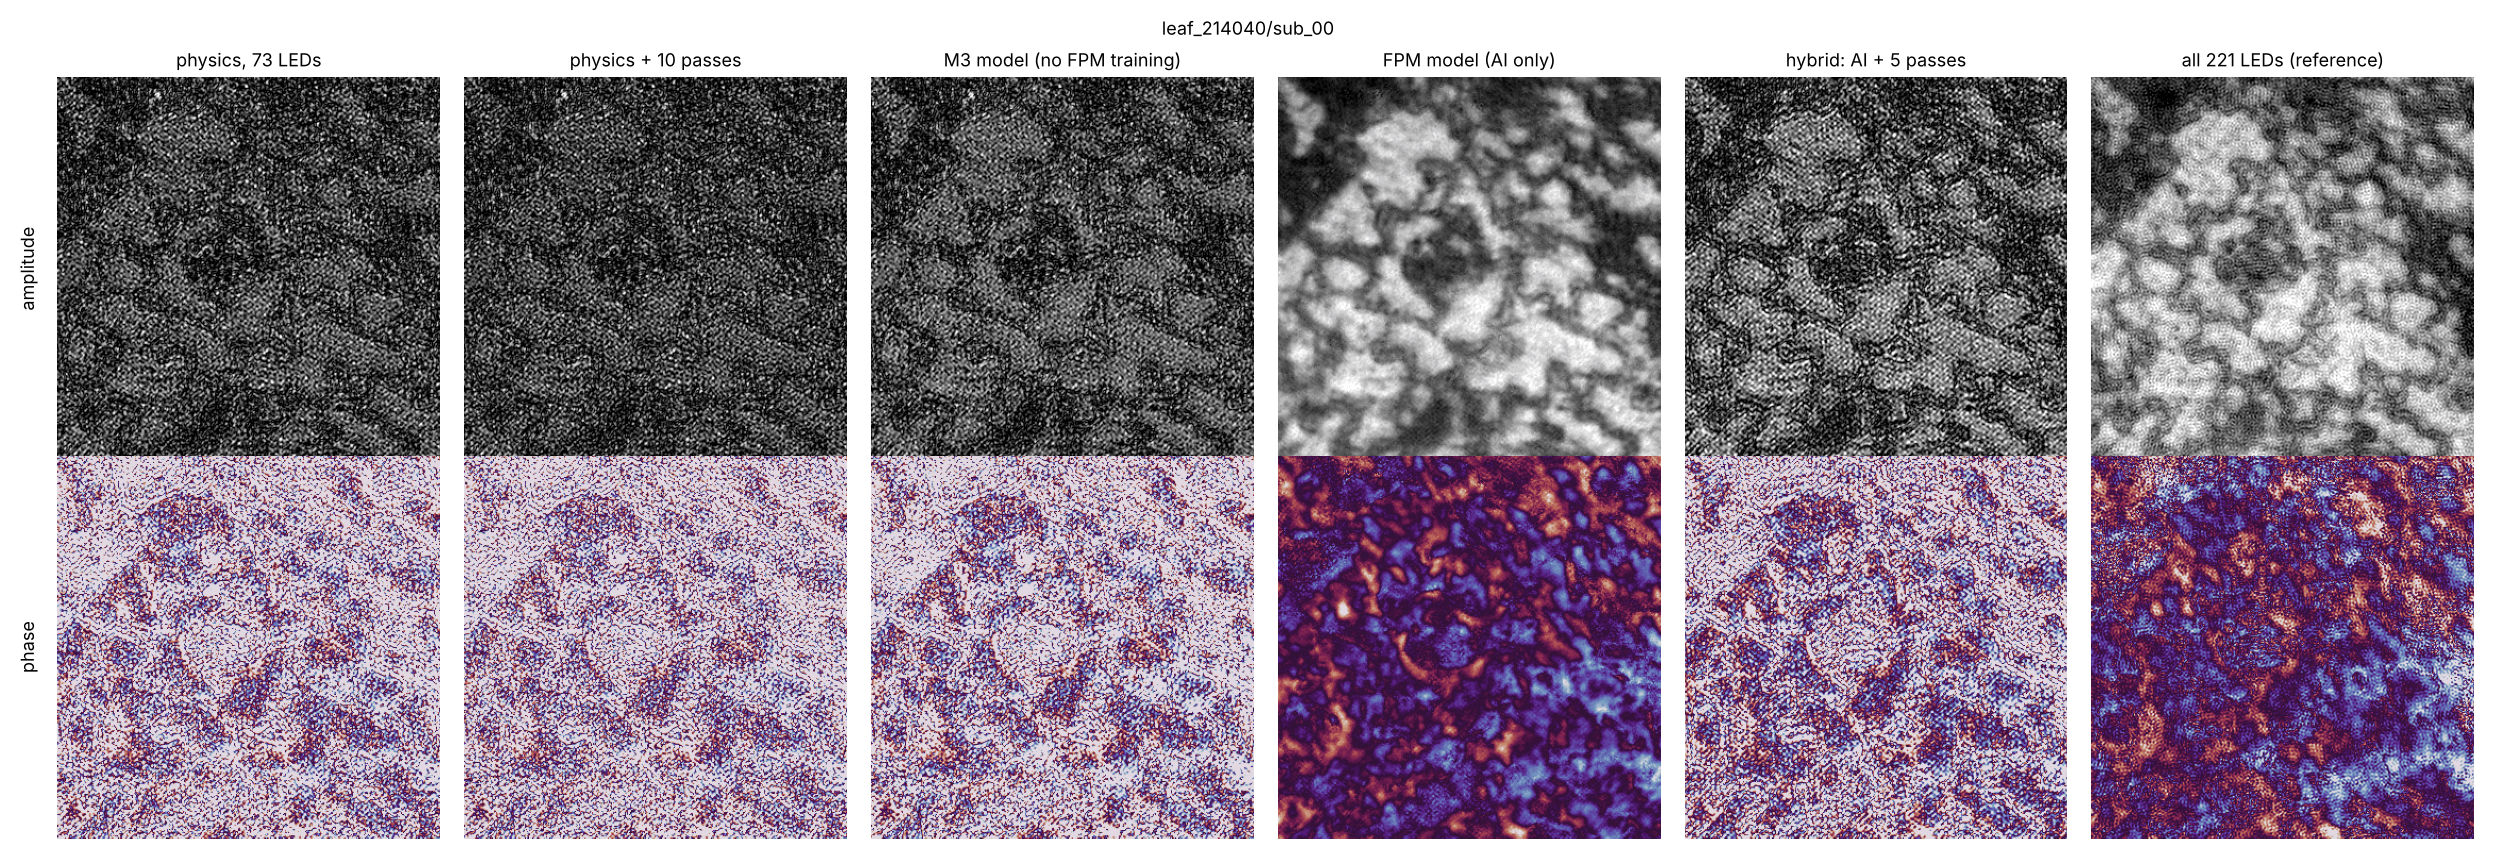 leaf_214040/sub_00
physics, 73 LEDs
physics + 10 passes
M3 model (no FPM training)
FPM model (AI only)
hybrid: AI + 5 passes
all 221 LEDs (reference)
amplitude
phase